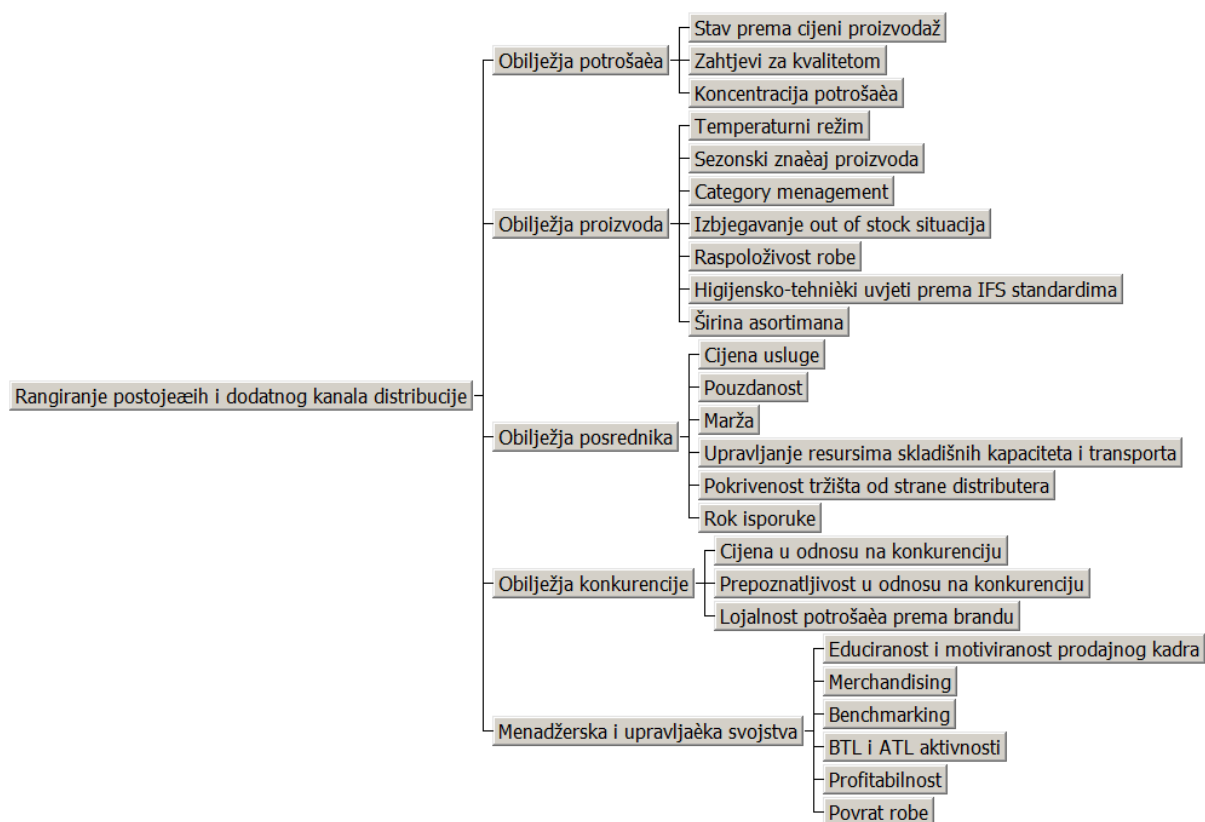 Stav prema cijeni proizvodaž
Obilježja potrošaèa
Zahtjevi za kvalitetom
Koncentracija potrošaèa
Temperaturni režim
Sezonski znaèaj proizvoda
Category menagement
Obilježja proizvoda
Izbjegavanje out of stock situacija
Raspoloživost robe
Higijensko-tehnièki uvjeti prema IFS standardima
Širina asortimana
Rangiranje postojeæih i dodatnog kanala distribucije
Cijena usluge
Pouzdanost
Marža
Obilježja posrednika
Upravljanje resursima skladišnih kapaciteta i transporta
Pokrivenost tržišta od strane distributera
Rok isporuke
Cijena u odnosu na konkurenciju
Obilježja konkurencije
Prepoznatljivost u odnosu na konkurenciju
Lojalnost potrošaèa prema brandu
Educiranost i motiviranost prodajnog kadra
Merchandising
Benchmarking
Menadžerska i upravljaèka svojstva
BTL i ATL aktivnosti
Profitabilnost
Povrat robe